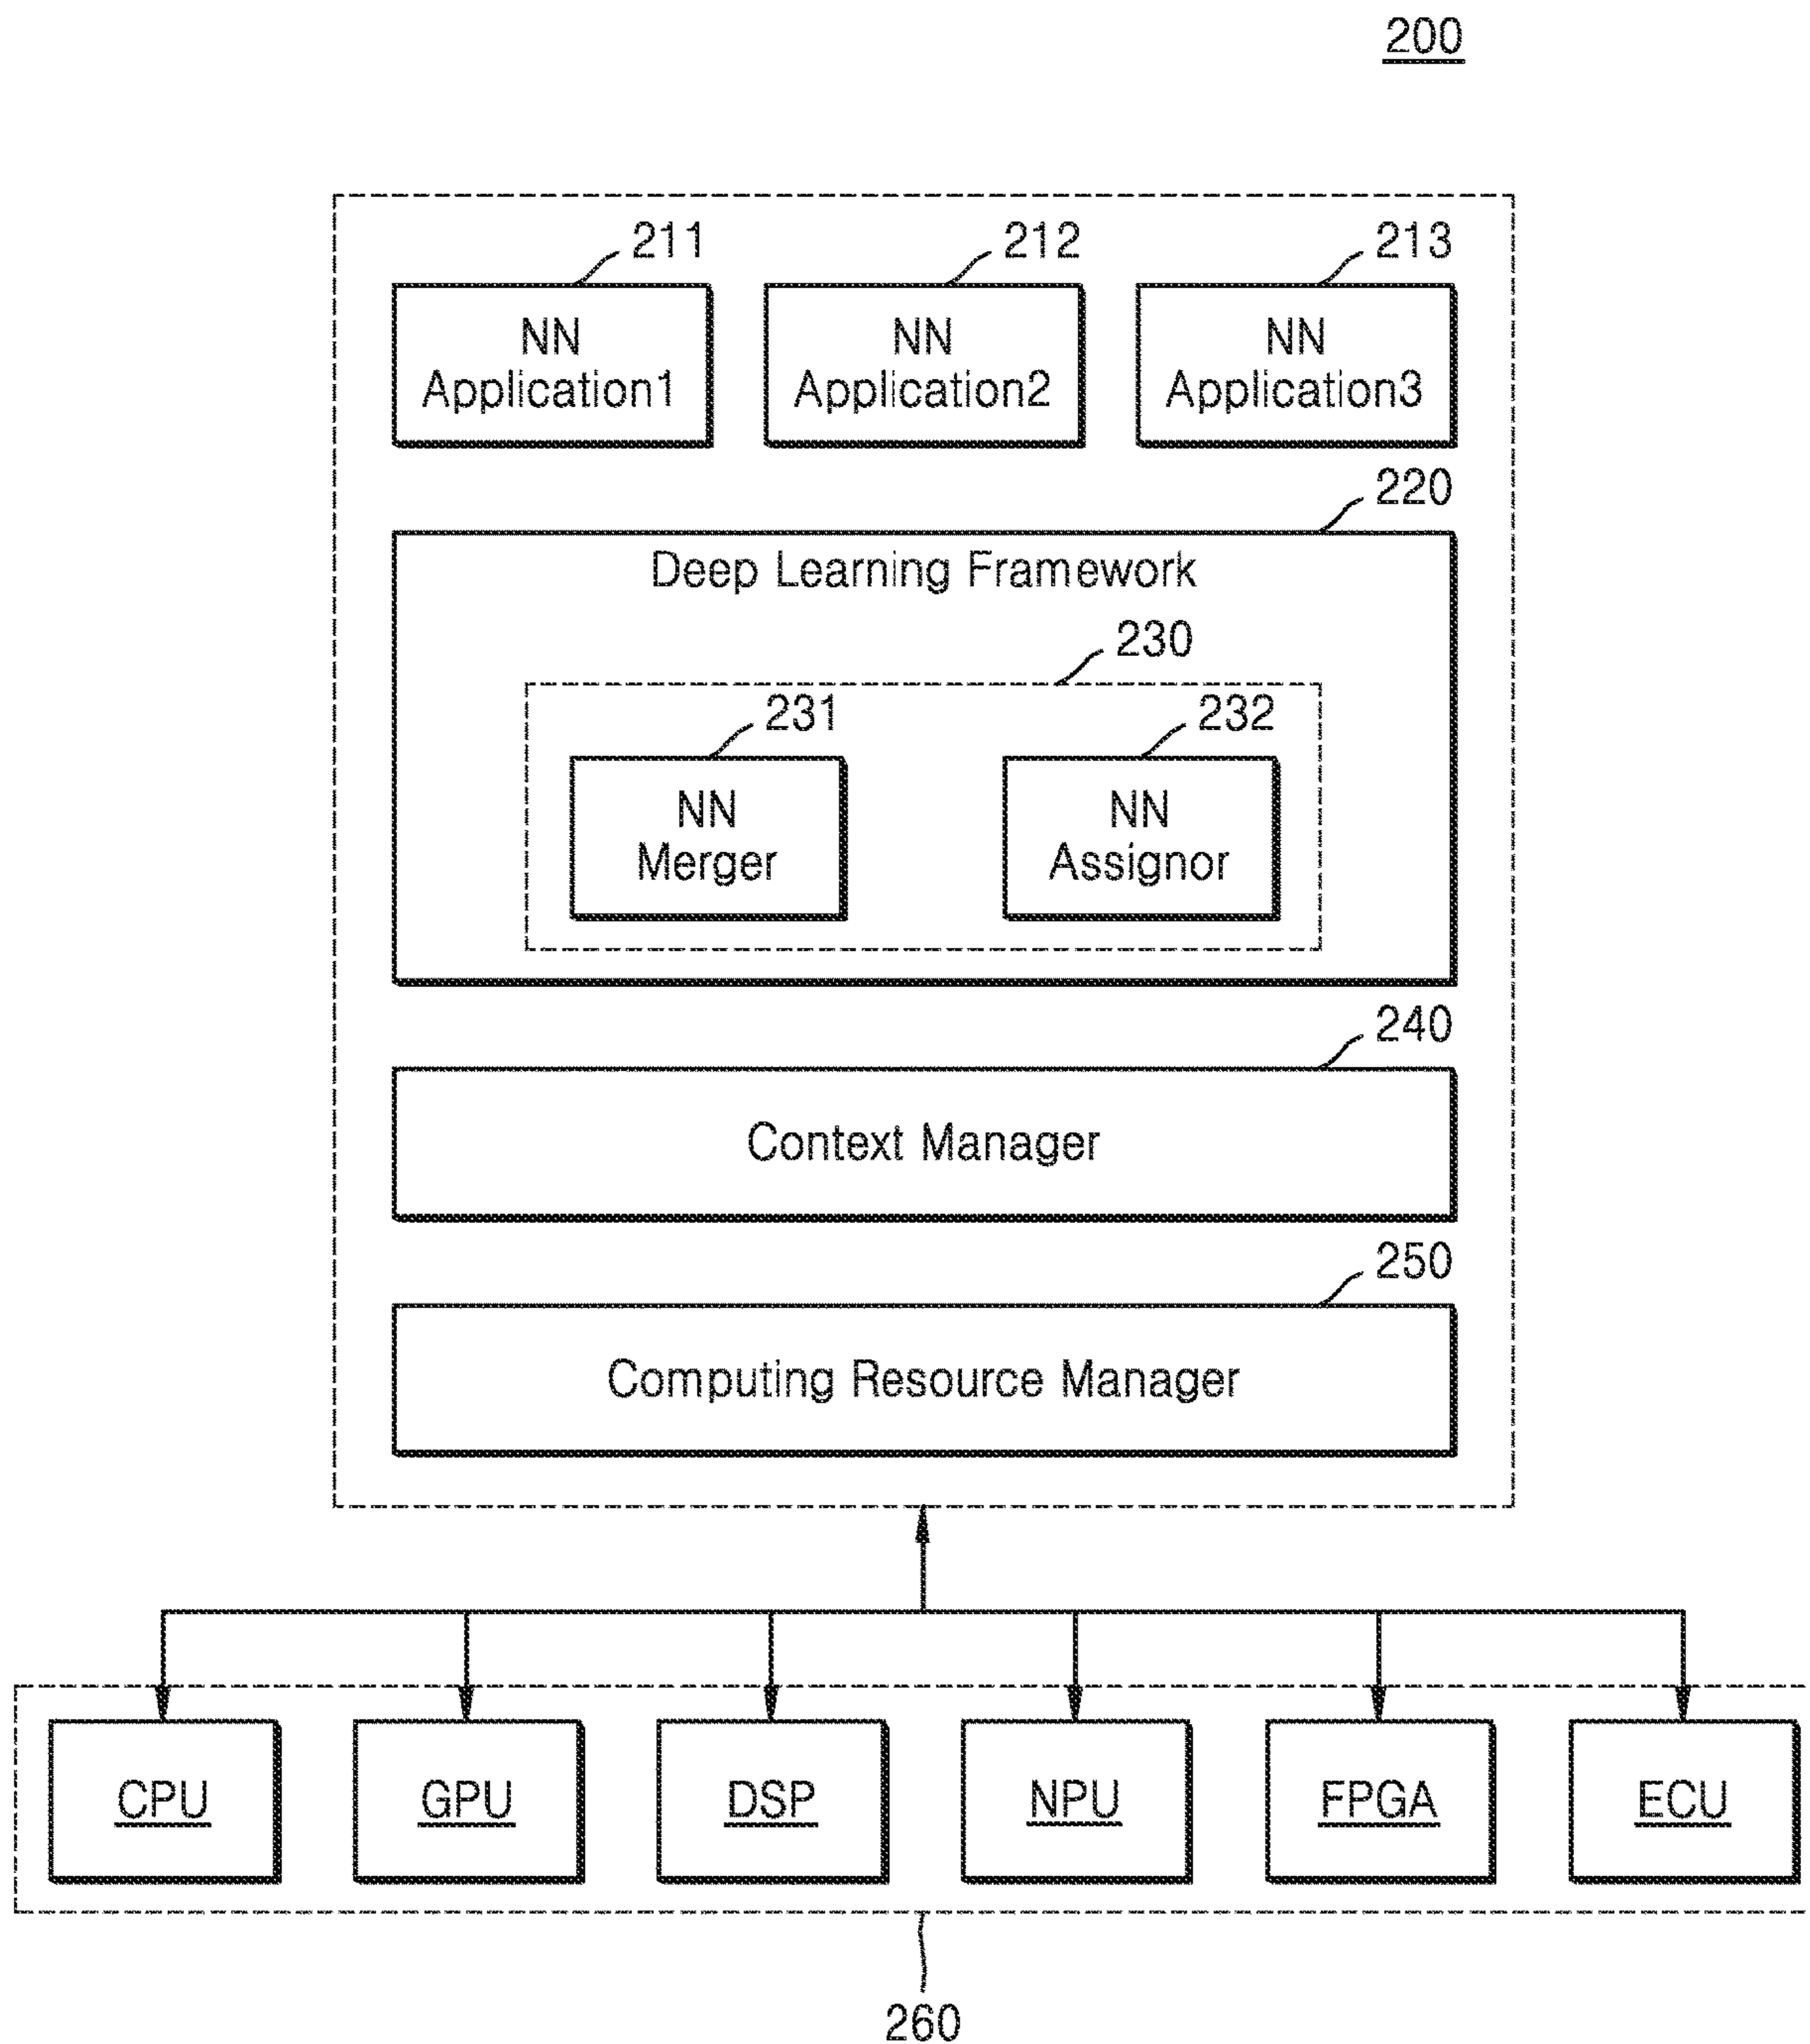 200
211
212
213
NN
Application1
NN
Application2
NN
Application3
220
Deep Learning Framework
230
231
232
NN
Merger
NN
Assignor
240
Context Manager
250
Computing Resource Manager
CPU
GPU
DSP
NPU
FPGA
ECU
260